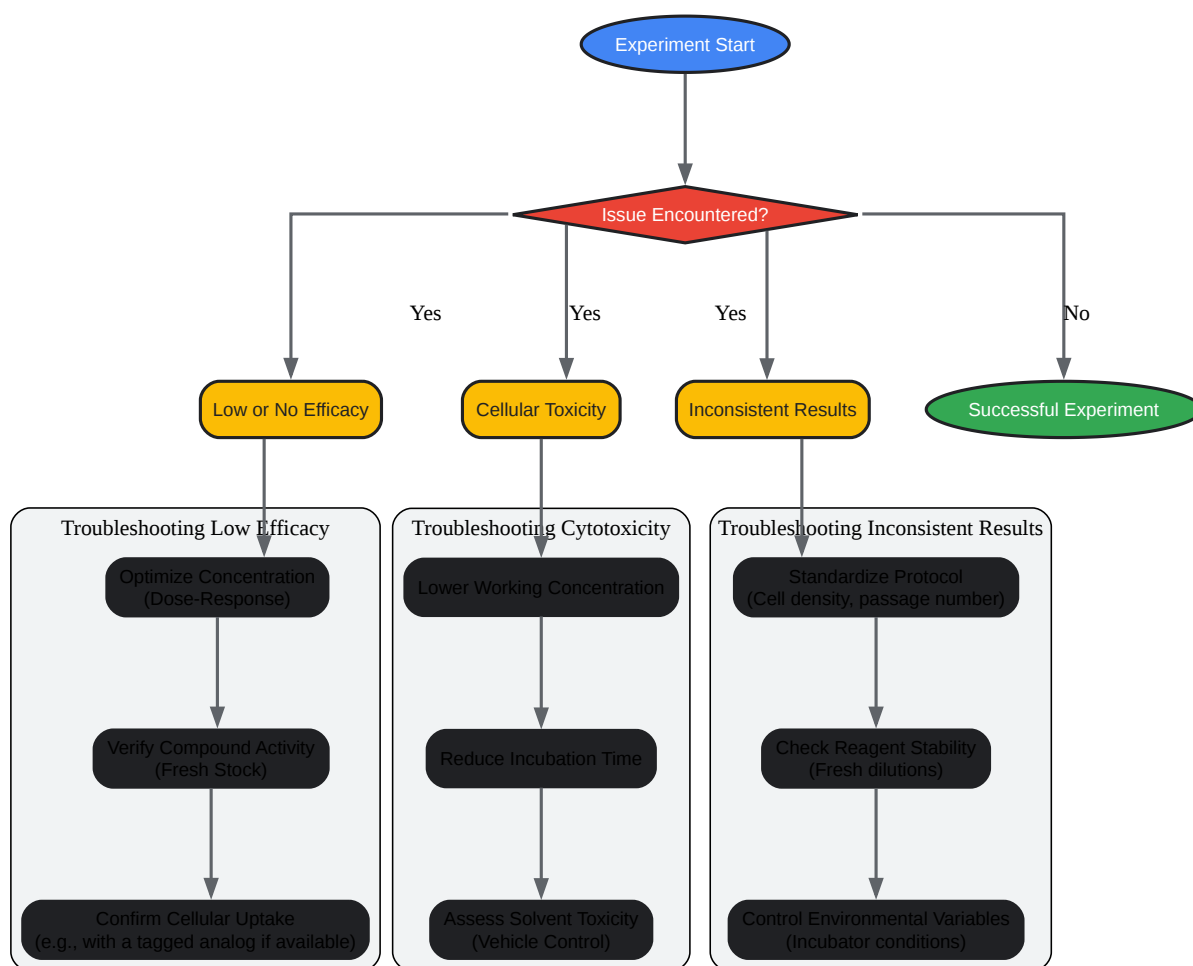 Experiment Start
Issue Encountered?
Yes
Yes
Yes
No
Low or No Efficacy
Cellular Toxicity
Inconsistent Results
Successful Experiment
Troubleshooting Low Efficacy
Optimize Concentration
(Dose-Response)
Verify Compound Activity
(Fresh Stock)
Confirm Cellular Uptake
(e.g., with a tagged analog if available)
Troubleshooting Cytotoxicity
Lower Working Concentration
Reduce Incubation Time
Assess Solvent Toxicity
(Vehicle Control)
Troubleshooting Inconsistent Results
Standardize Protocol
(Cell density, passage number)
Check Reagent Stability
(Fresh dilutions)
Control Environmental Variables
(Incubator conditions)